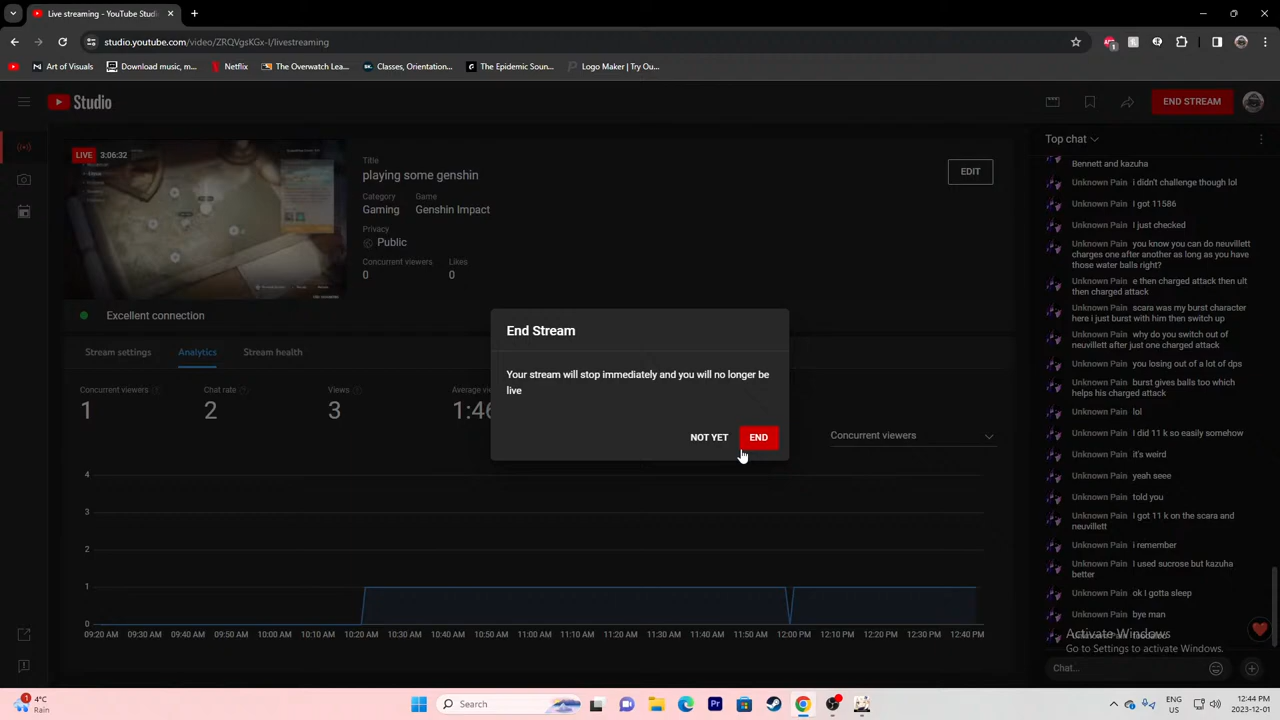 Live streaming - YouTube Studi
studio.youtube.com/video/ZRQVgsKGx-I/livestreaming
Art of Visuals
Download music, m...
Netflix
The Overwatch Lea...
Classes, Orientation...
The Epidemic Soun...
Logo Maker | Try Ou...
Studio
END STREAM
LIVE 3:06:32
Title
playing some genshin
Category Game
Gaming Genshin Impact
Privacy
Public
Concurrent viewers Likes
0 0
EDIT
Excellent connection
Stream settings Analytics Stream health
Concurrent viewers Chat rate Views Average vie
1 2 3 1:46
Concurrent viewers
End Stream
Your stream will stop immediately and you will no longer be
live
NOT YET END
4
3
2
1
0
09:20 AM 09:30 AM 09:40 AM 09:50 AM 10:00 AM 10:10 AM 10:20 AM 10:30 AM 10:40 AM 10:50 AM 11:00 AM 11:10 AM 11:20 AM 11:30 AM 11:40 AM 11:50 AM 12:00 PM 12:10 PM 12:20 PM 12:30 PM 12:40 PM
Top chat
Bennett and kazuha
Unknown Pain i didn't challenge though lol
Unknown Pain I got 11586
Unknown Pain I just checked
Unknown Pain you know you can do neuvillett
charges one after another as long as you have
those water balls right?
Unknown Pain e then charged attack then ult
then charged attack
Unknown Pain scara was my burst character
here i just burst with him then switch up
Unknown Pain why do you switch out of
neuvillett after just one charged attack
Unknown Pain you losing out of a lot of dps
Unknown Pain burst gives balls too which
helps his charged attack
Unknown Pain lol
Unknown Pain I did 11 k so easily somehow
Unknown Pain it's weird
Unknown Pain yeah seee
Unknown Pain told you
Unknown Pain I got 11 k on the scara and
neuvillett
Unknown Pain i remember
Unknown Pain I used sucrose but kazuha
better
Unknown Pain ok I gotta sleep
Unknown Pain bye man
Activate Windows
Go to Settings to activate Windows.
Chat...
1
4°C
Rain
Search
ENG
US
12:44 PM
2023-12-01